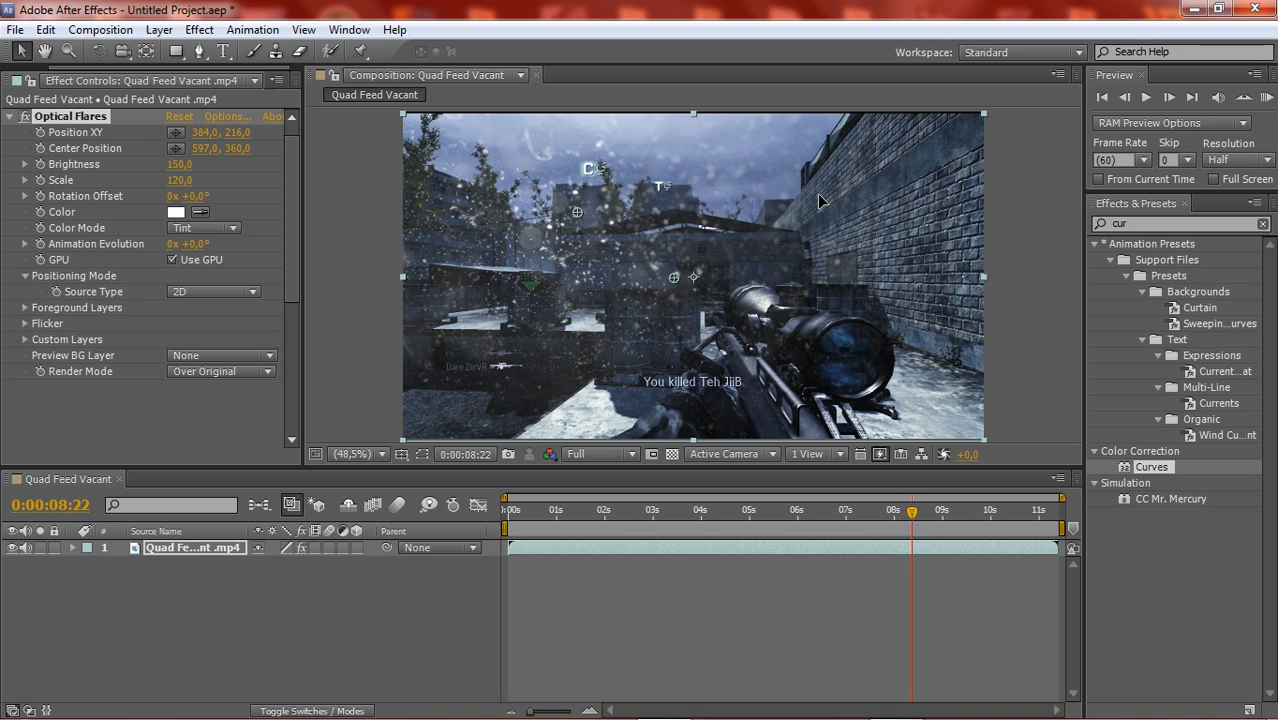 Adobe After Effects - Untitled Project.aep *
File Edit Composition Layer Effect Animation View Window Help
Workspace: Standard Search Help
Effect Controls: Quad Feed Vacant .mp4
Quad Feed Vacant • Quad Feed Vacant .mp4
Optical Flares Reset Options... Abo
Position XY 384,0, 216,0
Center Position 597,0, 360,0
Brightness 150,0
Scale 120,0
Rotation Offset 0x +0,0°
Color
Color Mode Tint
Animation Evolution 0x +0,0°
GPU Use GPU
Positioning Mode
Source Type 2D
Foreground Layers
Flicker
Custom Layers
Preview BG Layer None
Render Mode Over Original
Composition: Quad Feed Vacant
Quad Feed Vacant
You killed Teh JiiB
(48,5%) 0:00:08:22 Full Active Camera 1 View +0,0
Preview
RAM Preview Options
Frame Rate Skip Resolution
(60) 0 Half
From Current Time Full Screen
Effects & Presets
cur
* Animation Presets
Support Files
Presets
Backgrounds
Curtain
Sweepin...urves
Text
Expressions
Current...at
Multi-Line
Currents
Organic
Wind Cu...nt
Color Correction
Curves
Simulation
CC Mr. Mercury
Quad Feed Vacant
0:00:08:22
:00s 01s 02s 03s 04s 05s 06s 07s 08s 09s 10s 11s
# Source Name Parent
1 Quad Fe...nt .mp4 None
Toggle Switches / Modes